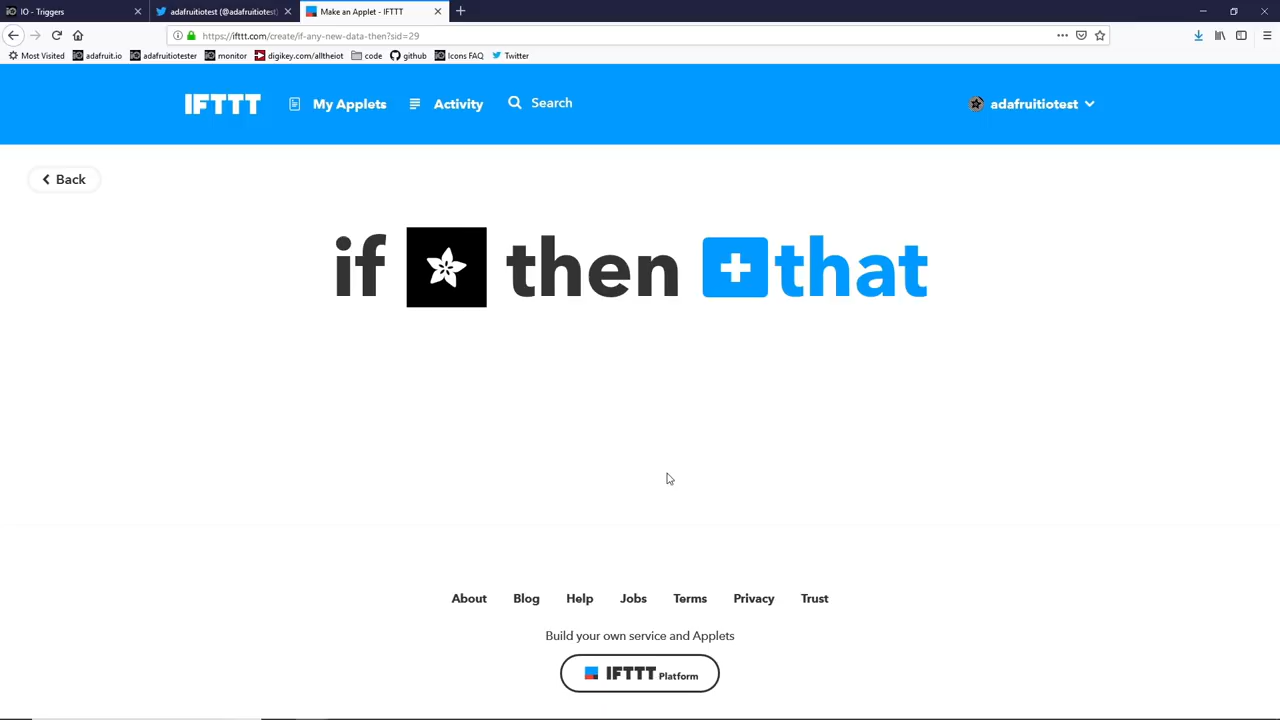 IO - Triggers
adafruitiotest (@adafruitiotest)
Make an Applet - IFTTT
https://ifttt.com/create/if-any-new-data-then?sid=29
Most Visited adafruit.io adafruitiotester monitor digikey.com/alltheiot code github Icons FAQ Twitter
IFTTT My Applets Activity Search adafruitiotest
Back
if then that
About Blog Help Jobs Terms Privacy Trust
Build your own service and Applets
IFTTT Platform